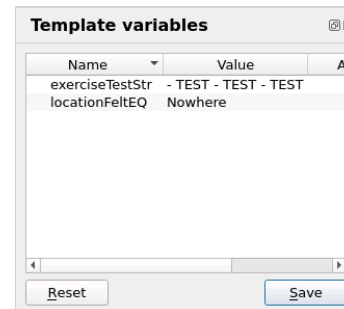 Template variables
Name Value
exerciseTestStr - TEST - TEST - TEST
locationFeltEQ Nowhere
Reset Save